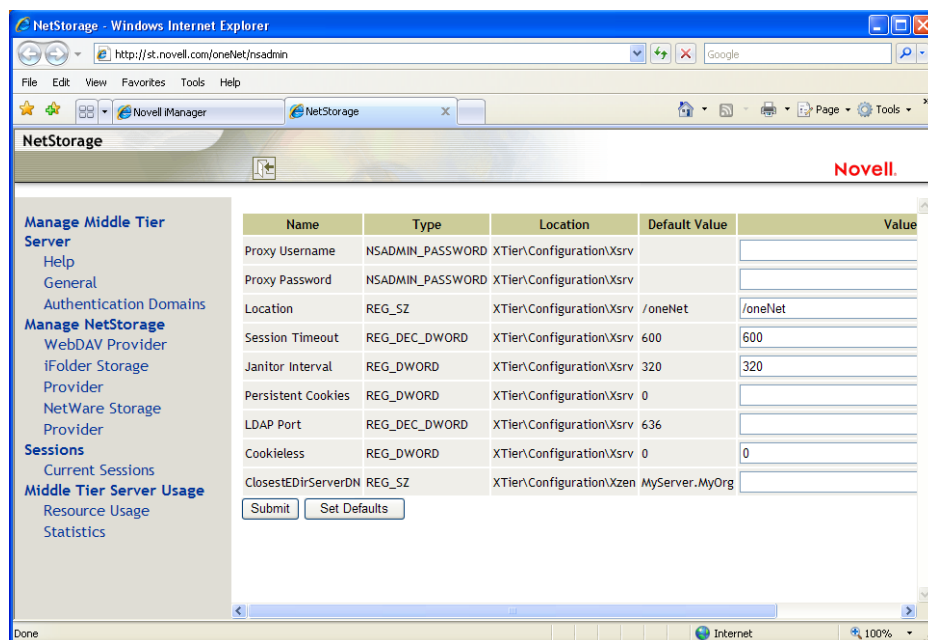 NetStorage - Windows Internet Explorer
http://st.novell.com/oneNet/nsadmin
Google
File Edit View Favorites Tools Help
Novell iManager NetStorage Page Tools
NetStorage
Novell.
Manage Middle Tier Server
Help
General
Authentication Domains
Manage NetStorage
WebDAV Provider
iFolder Storage Provider
NetWare Storage Provider
Sessions
Current Sessions
Middle Tier Server Usage
Resource Usage
Statistics
Name Type Location Default Value Value
Proxy Username NSADMIN_PASSWORD XTier\Configuration\Xsrv
Proxy Password NSADMIN_PASSWORD XTier\Configuration\Xsrv
Location REG_SZ XTier\Configuration\Xsrv /oneNet /oneNet
Session Timeout REG_DEC_DWORD XTier\Configuration\Xsrv 600 600
Janitor Interval REG_DWORD XTier\Configuration\Xsrv 320 320
Persistent Cookies REG_DWORD XTier\Configuration\Xsrv 0
LDAP Port REG_DEC_DWORD XTier\Configuration\Xsrv 636
Cookieless REG_DWORD XTier\Configuration\Xsrv 0 0
ClosestEDirServerDN REG_SZ XTier\Configuration\Xzen MyServer.MyOrg
Submit Set Defaults
Done Internet 100%